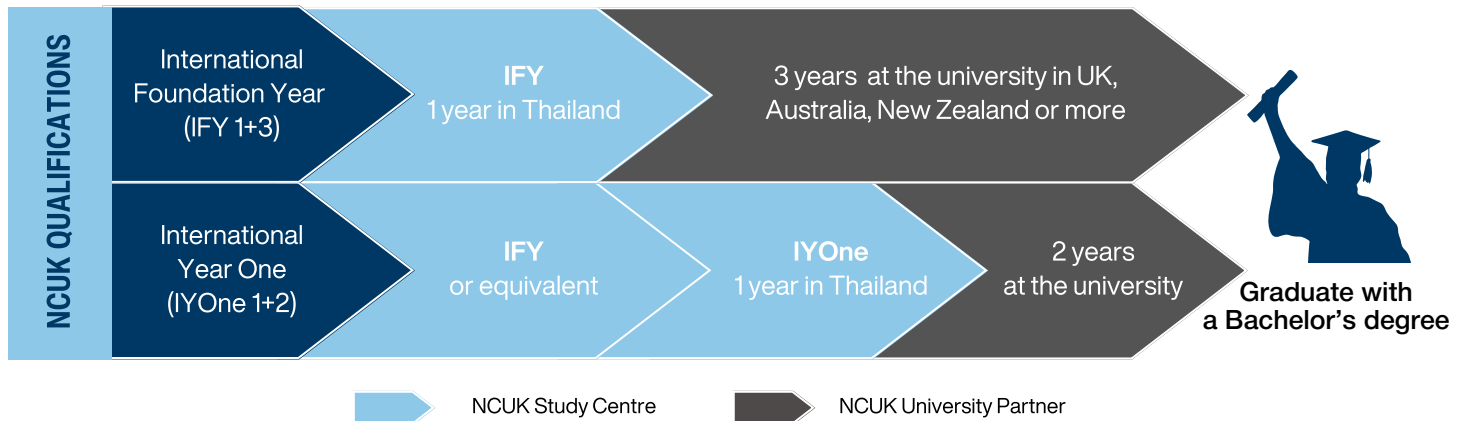 NCUK QUALIFICATIONS
International
Foundation Year
(IFY 1+3)
IFY
1 year in Thailand
3 years at the university in UK,
Australia, New Zealand or more
International
Year One
(IYOne 1+2)
IFY
or equivalent
IYOne
1 year in Thailand
2 years
at the university
Graduate with
a Bachelor's degree
NCUK Study Centre
NCUK University Partner